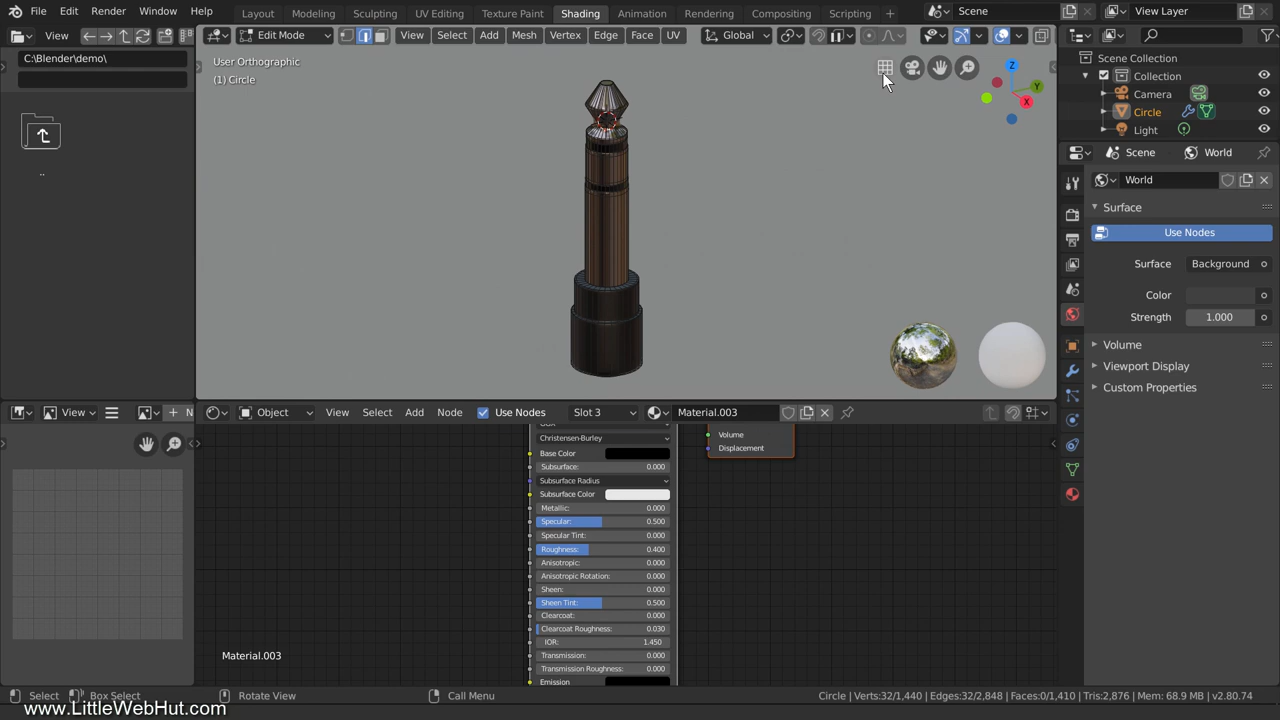 File Edit Render Window Help Layout Modeling Sculpting UV Editing Texture Paint Shading Animation Rendering Compositing Scripting + Scene View Layer
View Edit Mode View Select Add Mesh Vertex Edge Face UV Global
C:\Blender\demo\
..
User Orthographic
(1) Circle
Z
Y
X
Scene Collection
Collection
Camera
Circle
Light
Scene World
World
Surface
Use Nodes
Surface Background
Color
Strength 1.000
Volume
Viewport Display
Custom Properties
View + N
Object View Select Add Node Use Nodes Slot 3 Material.003
Christensen-Burley
Base Color
Subsurface: 0.000
Subsurface Radius
Subsurface Color
Metallic: 0.000
Specular: 0.500
Specular Tint: 0.000
Roughness: 0.400
Anisotropic: 0.000
Anisotropic Rotation: 0.000
Sheen: 0.000
Sheen Tint: 0.500
Clearcoat: 0.000
Clearcoat Roughness: 0.030
IOR: 1.450
Transmission: 0.000
Transmission Roughness: 0.000
Emission
Volume
Displacement
Material.003
Select Box Select Rotate View Call Menu Circle | Verts:32/1,440 | Edges:32/2,848 | Faces:0/1,410 | Tris:2,876 | Mem: 68.9 MB | v2.80.74
www.LittleWebHut.com